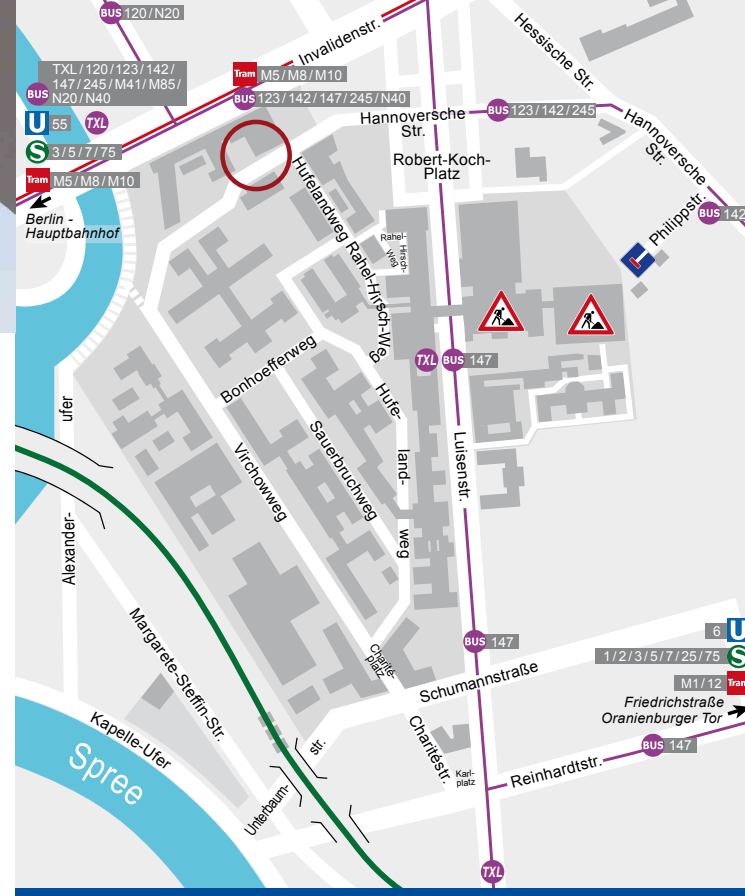 BUS 120 / N20
Hessische Str.
Invalidenstr.
TXL / 120 / 123 / 142 /
147 / 245 / M41 / M85 /
BUS N20 / N40
Tram M5 / M8 / M10
BUS 123 / 142 / 147 / 245 / N40
U 55 TXL
Hannoversche
Str.
BUS 123 / 142 / 245
Hannoversche
Str.
S 3 / 5 / 7 / 75
Tram M5 / M8 / M10
Robert-Koch-
Platz
Berlin -
Hauptbahnhof
Hufelandweg Rahel-Hirsch-We
g
Rahel-
Hirsch-
weg
Philippstr.
BUS 142
TXL BUS 147
Bonhoefferweg
Hufe-
land-
weg
ufer
Alexander-
Sauerbruchweg
Virchowweg
Luisenstr.
Margarete-Steffin-Str.
Charité-
platz
BUS 147
6 U
1 / 2 / 3 / 5 / 7 / 25 / 75 S
M1 / 12 Tram
Friedrichstraße
Oranienburger Tor
Schumannstraße
Charitéstr.
Kapelle-Ufer
Spree
str.
Unterbaum-
Karl-
platz
Reinhardtstr.
BUS 147
TXL